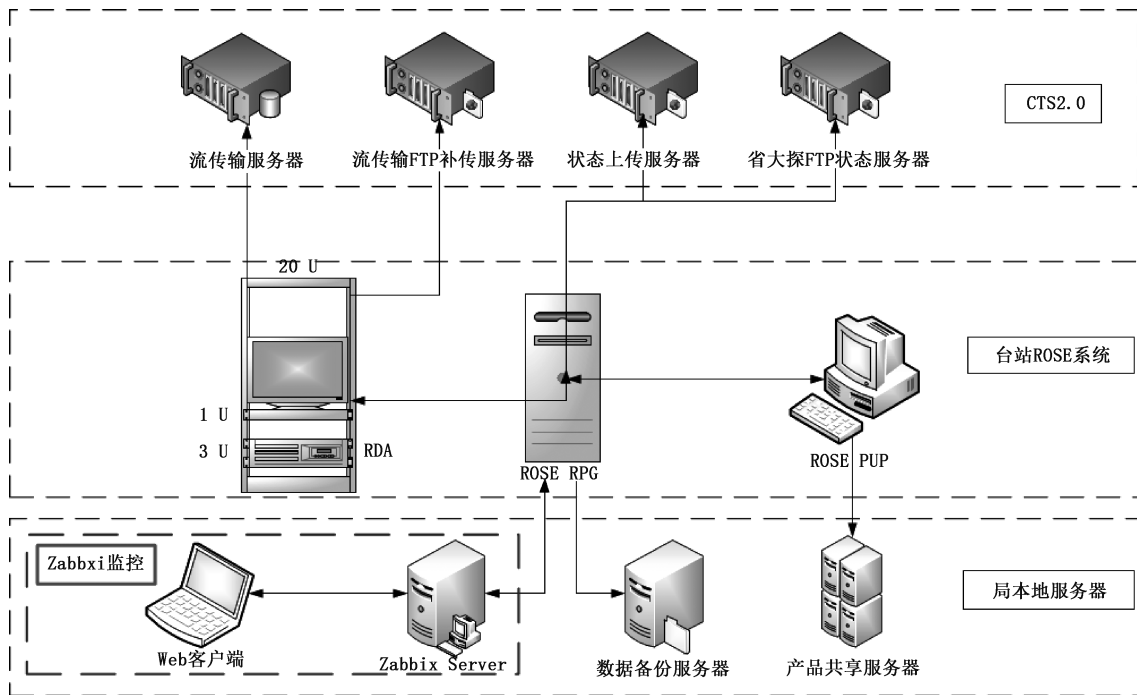 CTS2.0
流传输服务器
流传输FTP补传服务器
状态上传服务器
省大探FTP状态服务器
20 U
台站ROSE系统
1 U
3 U
RDA
ROSE RPG
ROSE PUP
Zabbxi监控
局本地服务器
Web客户端
Zabbix Server
数据备份服务器
产品共享服务器